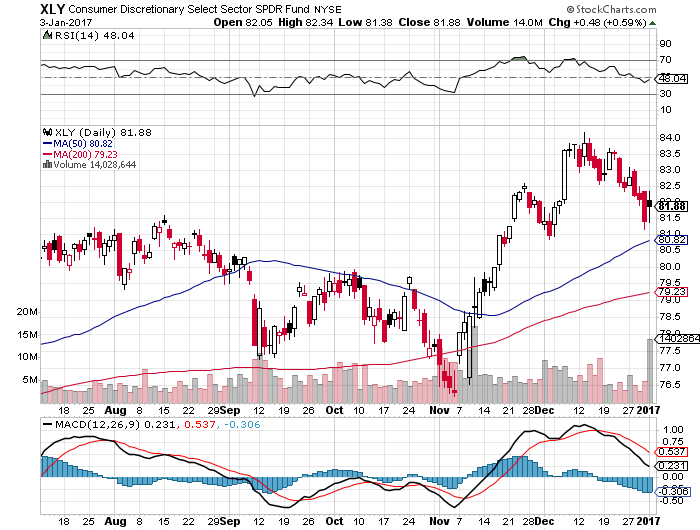 XLY Consumer Discretionary Select Sector SPDR Fund NYSE © StockCharts.com
3-Jan-2017 Open 82.05 High 82.34 Low 81.38 Close 81.88 Volume 14.0M Chg +0.48 (+0.59%)
RSI(14) 48.04
90
70
48.04
30
10
XLY (Daily) 81.88
MA(50) 80.82
MA(200) 79.23
Volume 14,028,644
84.0
83.5
83.0
82.5
81.88
81.5
80.82
80.5
80.0
79.5
79.23
78.5
20M 78.0
15M 77.5
10M 77.0
5M 76.5
1402864
18 25 Aug 8 15 22 29 Sep 12 19 26 Oct 10 17 24 Nov 7 14 21 28 Dec 12 19 27 2017
MACD(12,26,9) 0.231, 0.537, -0.306
1.00
0.75
0.537
0.231
0.00
-0.306
-0.50
18 25 Aug 8 15 22 29 Sep 12 19 26 Oct 10 17 24 Nov 7 14 21 28 Dec 12 19 27 2017